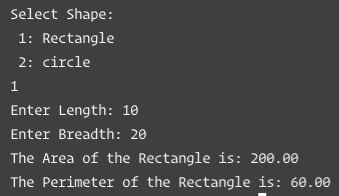 Select Shape:
1: Rectangle
2: circle
1
Enter Length: 10
Enter Breadth: 20
The Area of the Rectangle is: 200.00
The Perimeter of the Rectangle is: 60.00